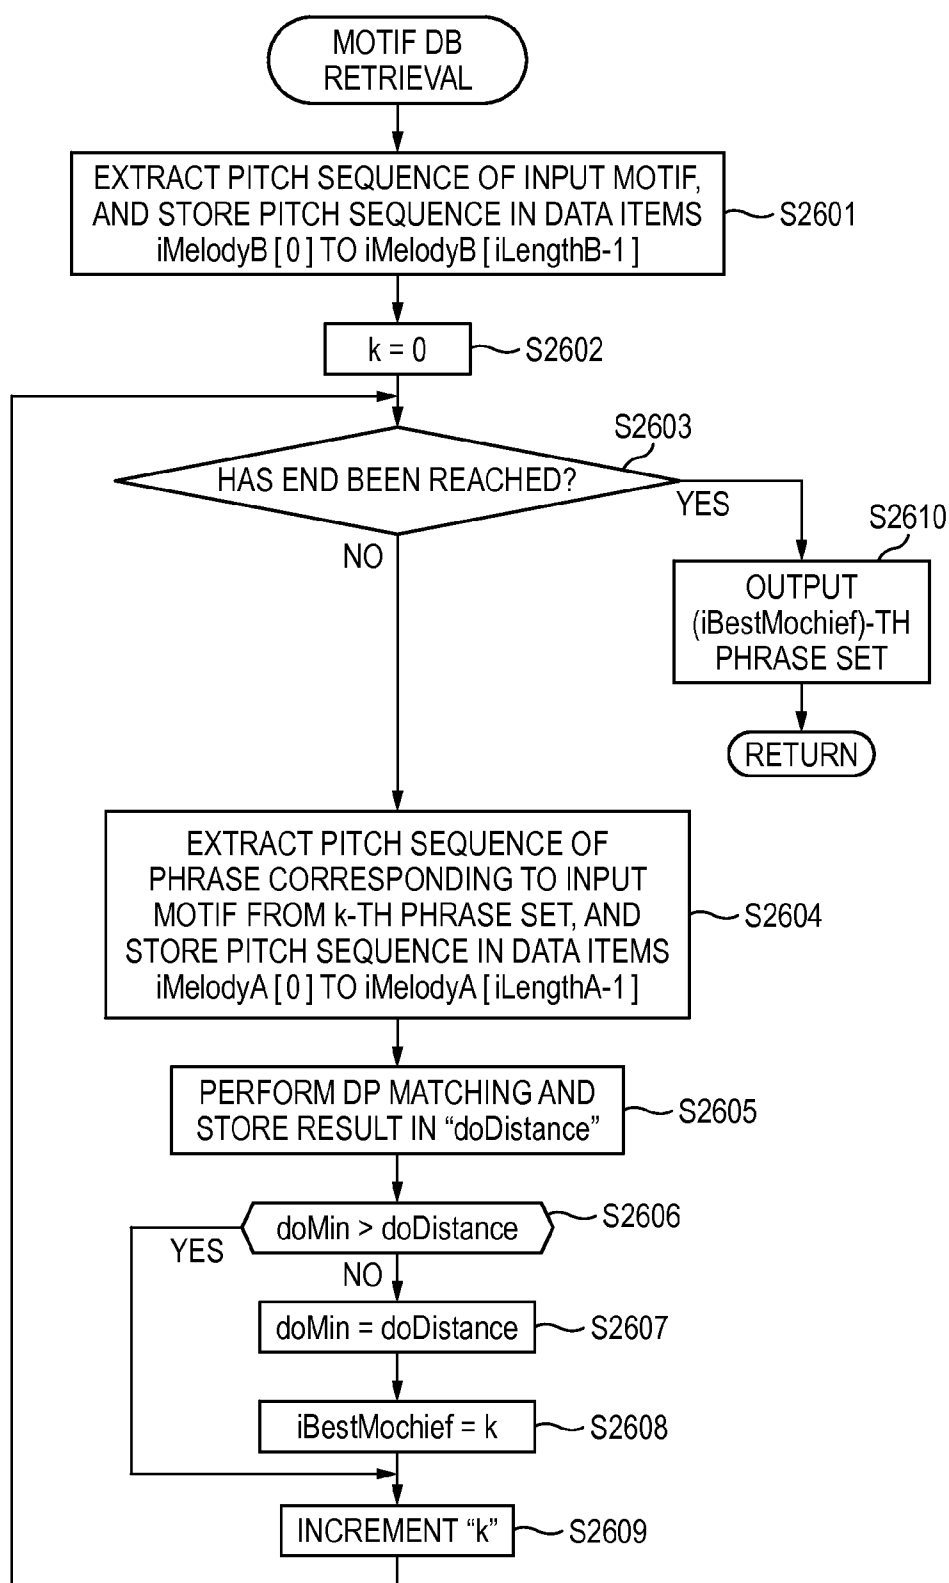 MOTIF DB
RETRIEVAL
EXTRACT PITCH SEQUENCE OF INPUT MOTIF,
AND STORE PITCH SEQUENCE IN DATA ITEMS
iMelodyB [ 0 ] TO iMelodyB [ iLengthB-1 ]
S2601
k = 0
S2602
S2603
HAS END BEEN REACHED?
YES
NO
S2610
OUTPUT
(iBestMochief)-TH
PHRASE SET
RETURN
EXTRACT PITCH SEQUENCE OF
PHRASE CORRESPONDING TO INPUT
MOTIF FROM k-TH PHRASE SET, AND
STORE PITCH SEQUENCE IN DATA ITEMS
iMelodyA [ 0 ] TO iMelodyA [ iLengthA-1 ]
S2604
PERFORM DP MATCHING AND
STORE RESULT IN “doDistance”
S2605
doMin > doDistance
S2606
YES
NO
doMin = doDistance
S2607
iBestMochief = k
S2608
INCREMENT “k”
S2609